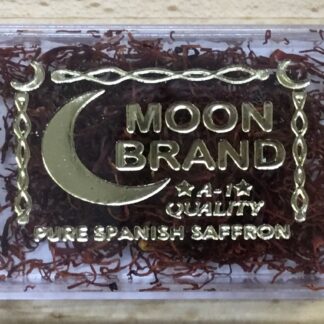 MOON
BRAND
★A-1★
QUALITY
PURE SPANISH SAFFRON